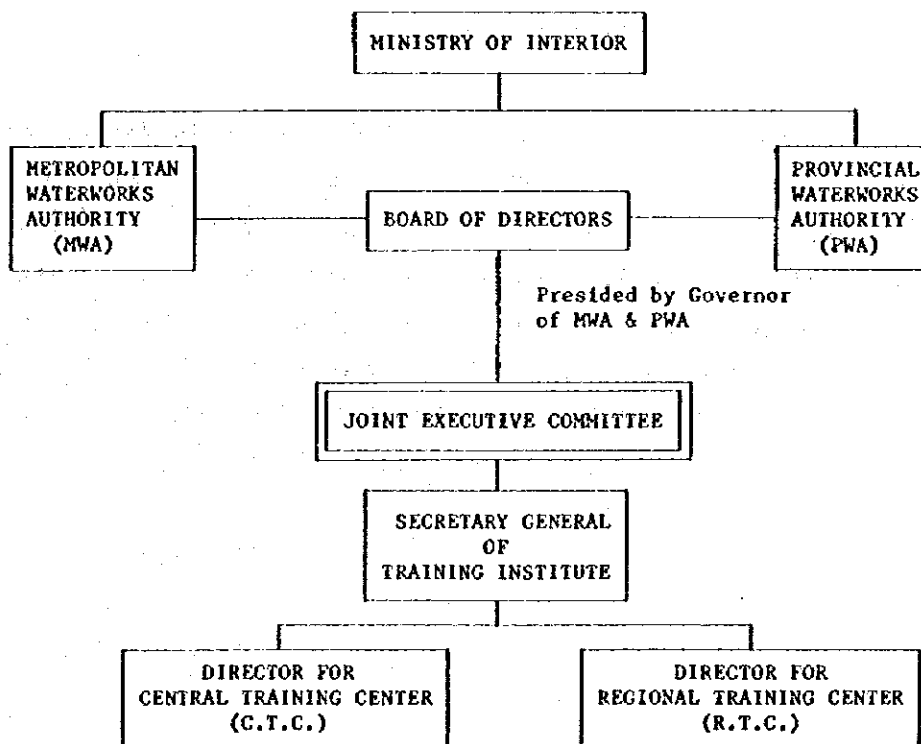 MINISTRY OF INTERIOR
METROPOLITAN
WATERWORKS
AUTHORITY
(MWA)
BOARD OF DIRECTORS
PROVINCIAL
WATERWORKS
AUTHORITY
(PWA)
Presided by Governor
of MWA & PWA
JOINT EXECUTIVE COMMITTEE
SECRETARY GENERAL
OF
TRAINING INSTITUTE
DIRECTOR FOR
CENTRAL TRAINING CENTER
(C.T.C.)
DIRECTOR FOR
REGIONAL TRAINING CENTER
(R.T.C.)